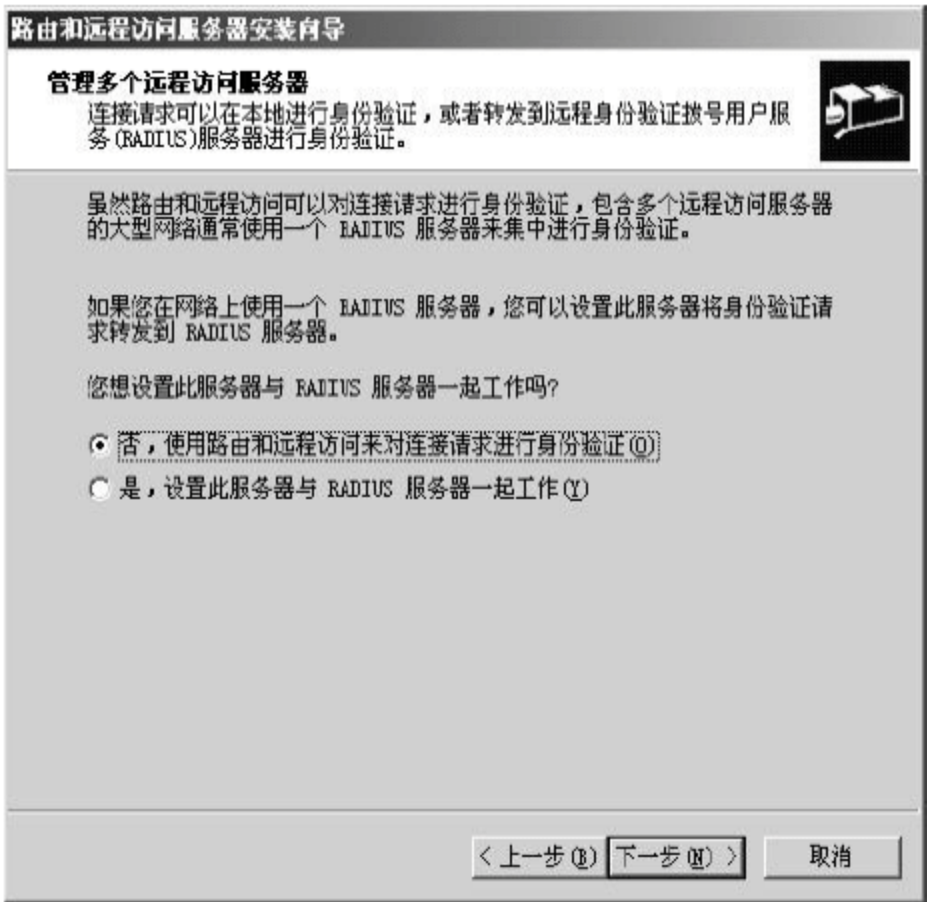 路由和远程访问服务器安装向导
管理多个远程访问服务器
连接请求可以在本地进行身份验证，或者转发到远程身份验证拨号用户服
务(RADIUS)服务器进行身份验证。
虽然路由和远程访问可以对连接请求进行身份验证，包含多个远程访问服务器
的大型网络通常使用一个 RADIUS 服务器来集中进行身份验证。
如果您在网络上使用一个 RADIUS 服务器，您可以设置此服务器将身份验证请
求转发到 RADIUS 服务器。
您想设置此服务器与 RADIUS 服务器一起工作吗?
否，使用路由和远程访问来对连接请求进行身份验证(O)
是，设置此服务器与 RADIUS 服务器一起工作(Y)
< 上一步(B) 下一步(N) > 取消